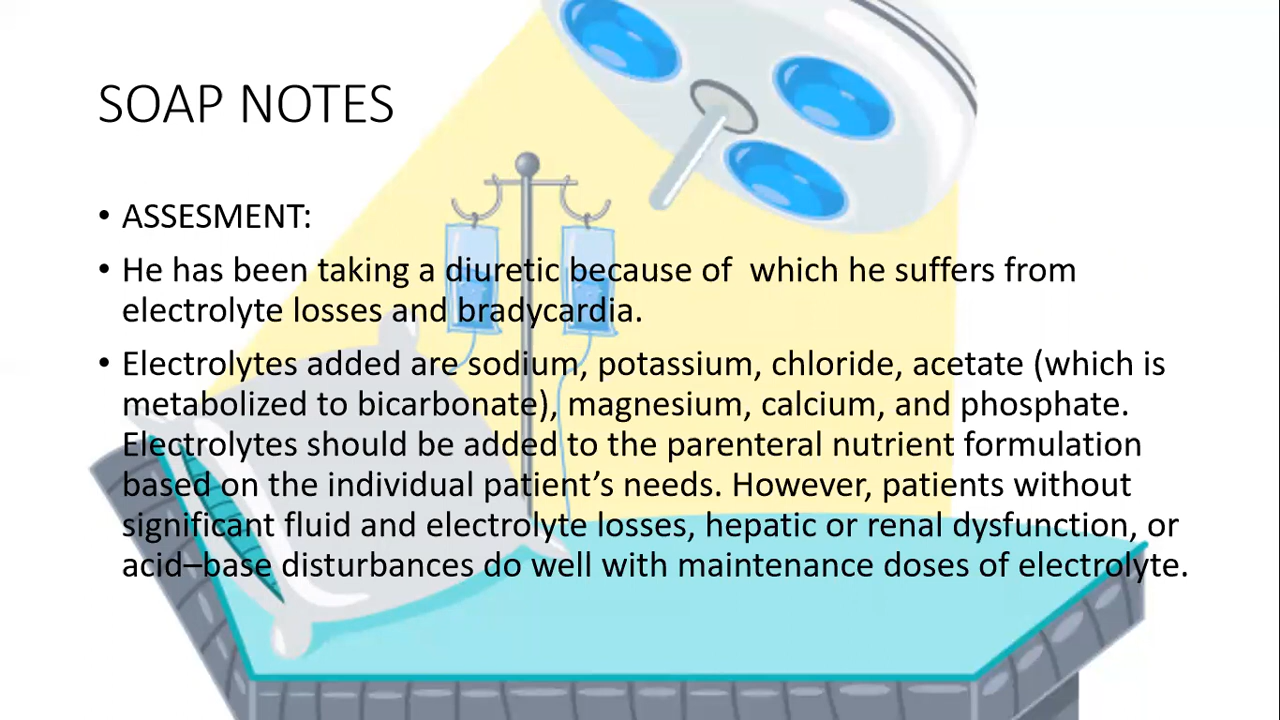 SOAP NOTES
• ASSESMENT:
• He has been taking a diuretic because of  which he suffers from
electrolyte losses and bradycardia.
• Electrolytes added are sodium, potassium, chloride, acetate (which is
metabolized to bicarbonate), magnesium, calcium, and phosphate.
Electrolytes should be added to the parenteral nutrient formulation
based on the individual patient’s needs. However, patients without
significant fluid and electrolyte losses, hepatic or renal dysfunction, or
acid–base disturbances do well with maintenance doses of electrolyte.